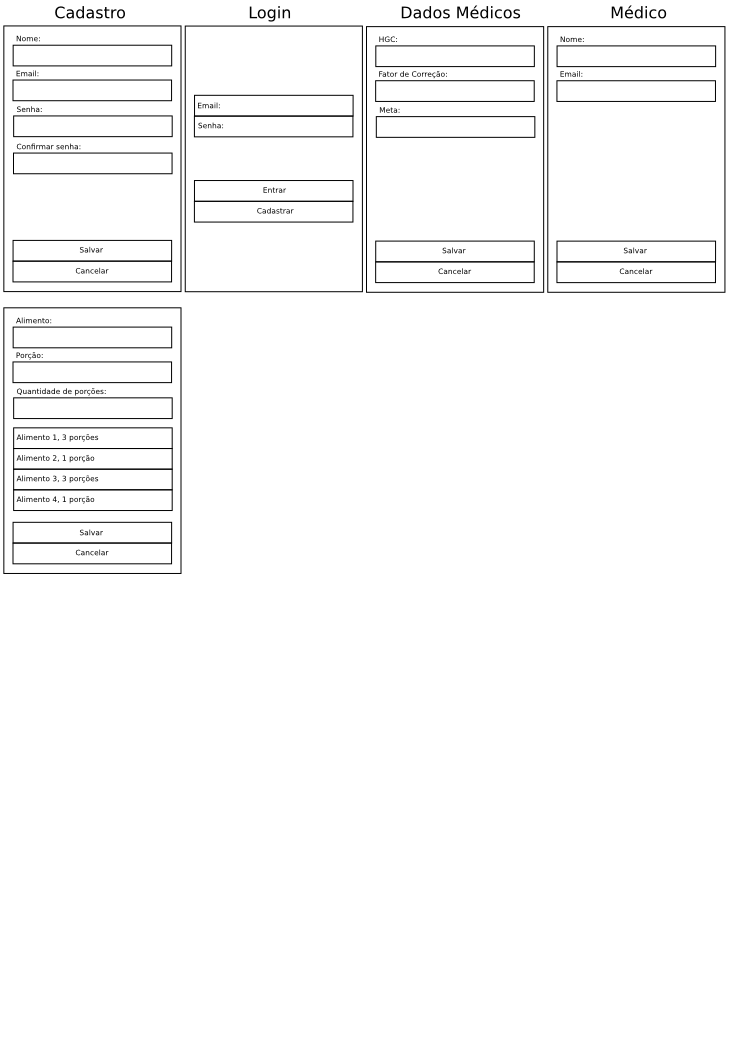 Cadastro
Nome:
Email:
Senha:
Confirmar senha:
Salvar
Cancelar
Login
Email:
Senha:
Entrar
Cadastrar
Dados Médicos
HGC:
Fator de Correção:
Meta:
Salvar
Cancelar
Médico
Nome:
Email:
Salvar
Cancelar
Alimento:
Porção:
Quantidade de porções:
Alimento 1, 3 porções
Alimento 2, 1 porção
Alimento 3, 3 porções
Alimento 4, 1 porção
Salvar
Cancelar